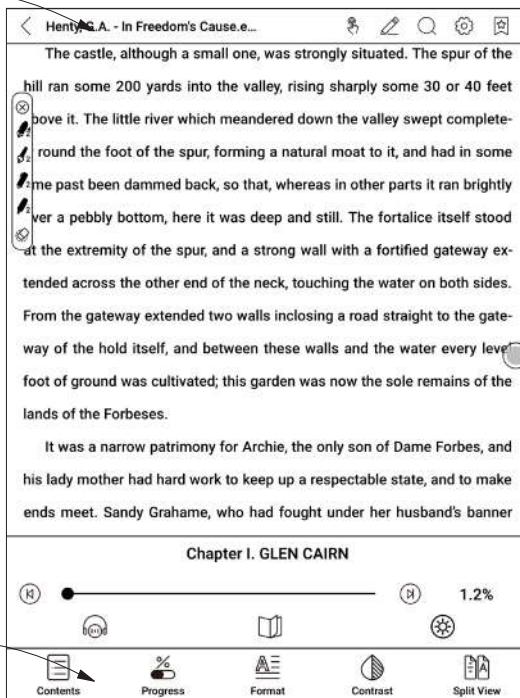 Henty, G.A. - In Freedom's Cause.e...
The castle, although a small one, was strongly situated. The spur of the
hill ran some 200 yards into the valley, rising sharply some 30 or 40 feet
bove it. The little river which meandered down the valley swept complete-
round the foot of the spur, forming a natural moat to it, and had in some
me past been dammed back, so that, whereas in other parts it ran brightly
ver a pebbly bottom, here it was deep and still. The fortalice itself stood
at the extremity of the spur, and a strong wall with a fortified gateway ex-
tended across the other end of the neck, touching the water on both sides.
From the gateway extended two walls inclosing a road straight to the gate-
way of the hold itself, and between these walls and the water every level
foot of ground was cultivated; this garden was now the sole remains of the
lands of the Forbeses.
It was a narrow patrimony for Archie, the only son of Dame Forbes, and
his lady mother had hard work to keep up a respectable state, and to make
ends meet. Sandy Grahame, who had fought under her husband's banner
Chapter I. GLEN CAIRN
1.2%
Contents Progress Format Contrast Split View